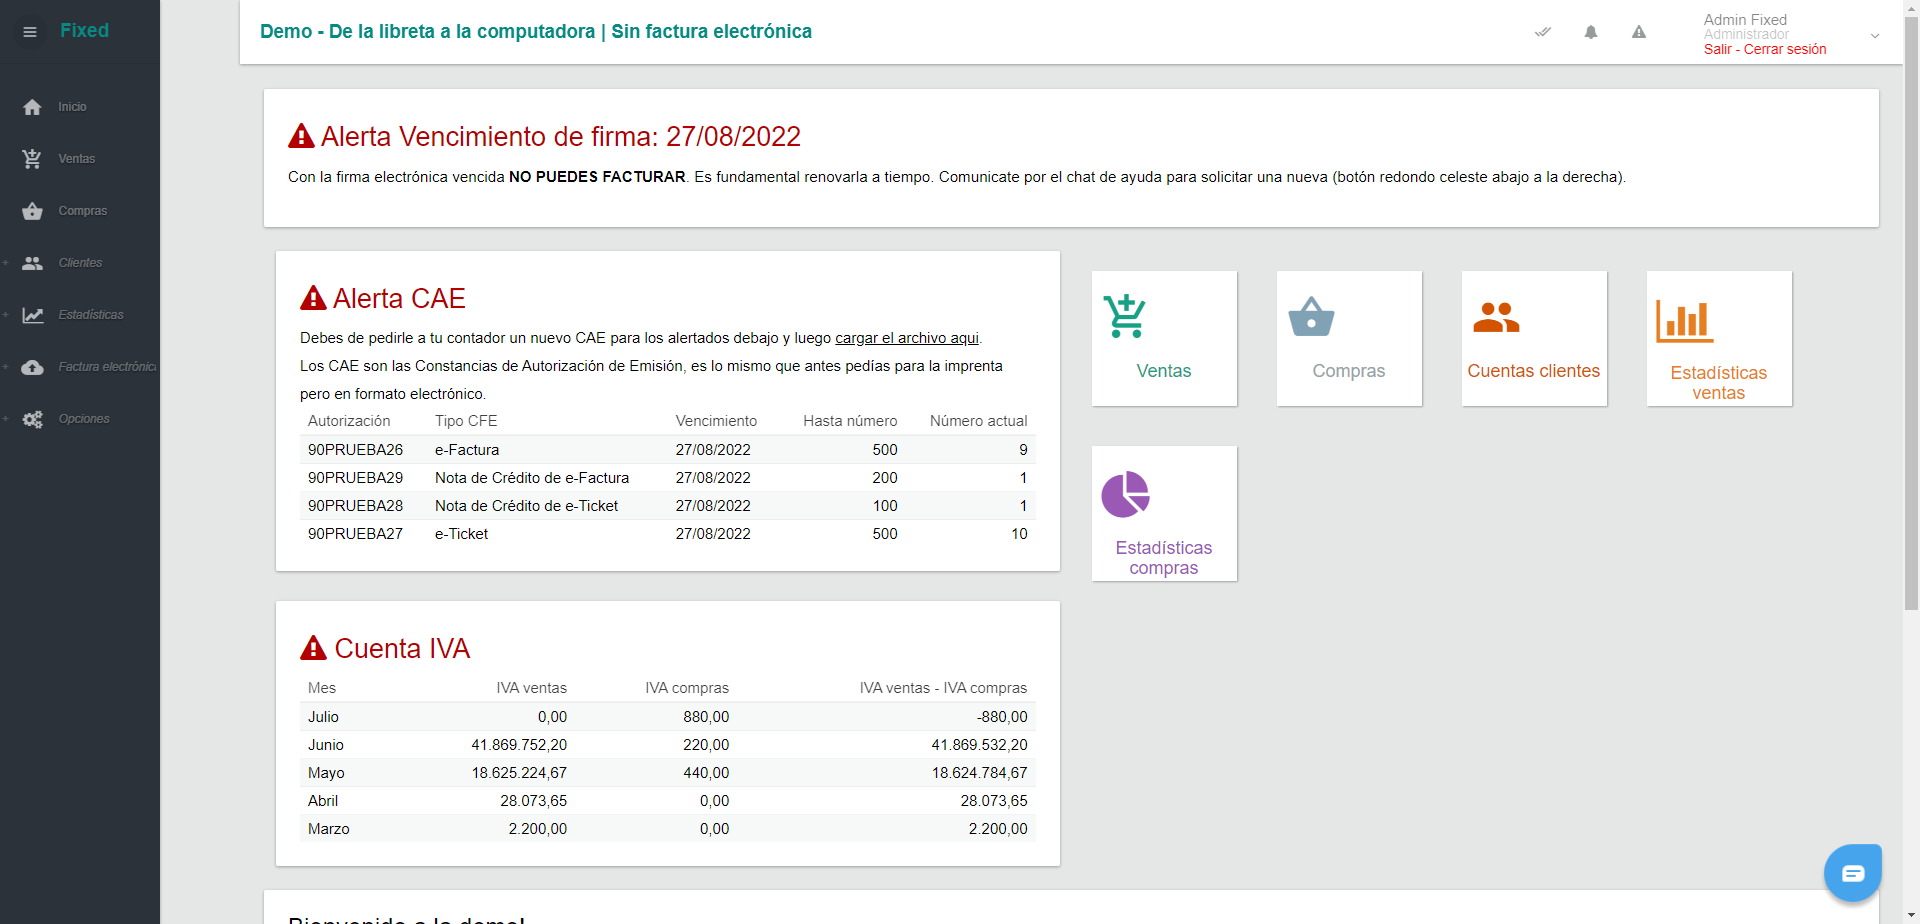 Fixed
Demo - De la libreta a la computadora | Sin factura electrónica
Admin Fixed
Administrador
Salir - Cerrar sesión
Inicio
Ventas
Compras
Clientes
Estadísticas
Factura electrónic
Opciones
Alerta Vencimiento de firma: 27/08/2022
Con la firma electrónica vencida NO PUEDES FACTURAR. Es fundamental renovarla a tiempo. Comunicate por el chat de ayuda para solicitar una nueva (botón redondo celeste abajo a la derecha).
Alerta CAE
Debes de pedirle a tu contador un nuevo CAE para los alertados debajo y luego cargar el archivo aqui.
Los CAE son las Constancias de Autorización de Emisión, es lo mismo que antes pedías para la imprenta
pero en formato electrónico.
Autorización Tipo CFE Vencimiento Hasta número Número actual
90PRUEBA26 e-Factura 27/08/2022 500 9
90PRUEBA29 Nota de Crédito de e-Factura 27/08/2022 200 1
90PRUEBA28 Nota de Crédito de e-Ticket 27/08/2022 100 1
90PRUEBA27 e-Ticket 27/08/2022 500 10
Ventas
Compras
Cuentas clientes
Estadísticas
ventas
Estadísticas
compras
Cuenta IVA
Mes IVA ventas IVA compras IVA ventas - IVA compras
Julio 0,00 880,00 -880,00
Junio 41.869.752,20 220,00 41.869.532,20
Mayo 18.625.224,67 440,00 18.624.784,67
Abril 28.073,65 0,00 28.073,65
Marzo 2.200,00 0,00 2.200,00
Bienvenido a la demo!